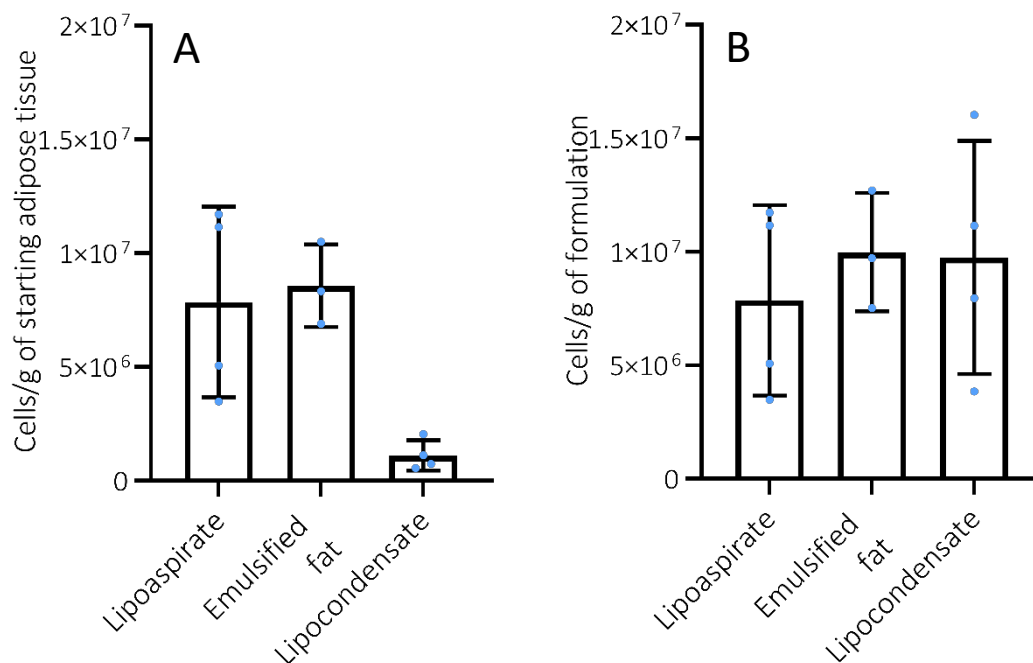 A
Cells/g of starting adipose tissue
2×10⁷
1.5×10⁷
1×10⁷
5×10⁶
0
Lipoaspirate
Emulsified
fat
Lipocondensate
B
Cells/g of formulation
2×10⁷
1.5×10⁷
1×10⁷
5×10⁶
0
Lipoaspirate
Emulsified
fat
Lipocondensate